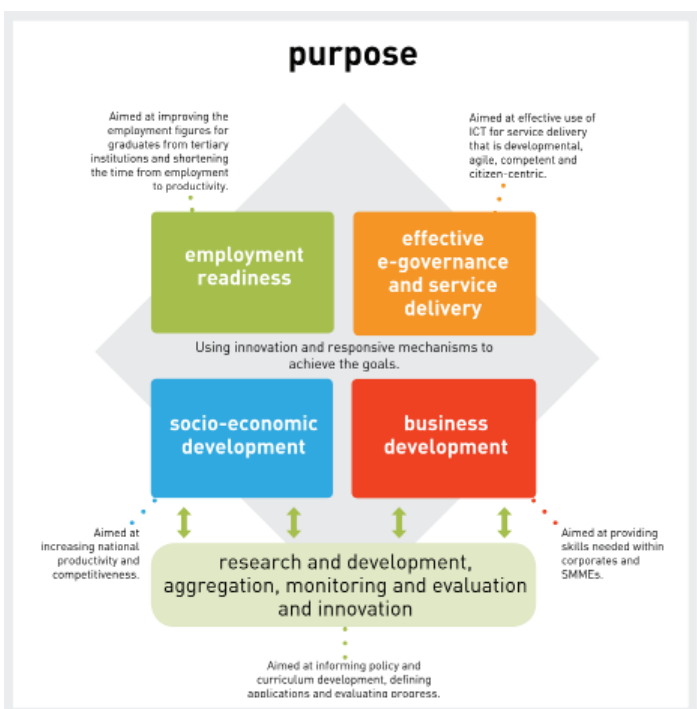 purpose
Aimed at improving the
employment figures for
graduates from tertiary
institutions and shortening
the time from employment
to productivity.
Aimed at effective use of
ICT for service delivery
that is developmental,
agile, competent and
citizen-centric.
employment
readiness
effective
e-governance
and service
delivery
Using innovation and responsive mechanisms to
achieve the goals.
socio-economic
development
business
development
Aimed at
increasing national
productivity and
competitiveness.
Aimed at providing
skills needed within
corporates and
SMMEs.
research and development,
aggregation, monitoring and evaluation
and innovation
Aimed at informing policy and
curriculum development, defining
applications and evaluating progress.